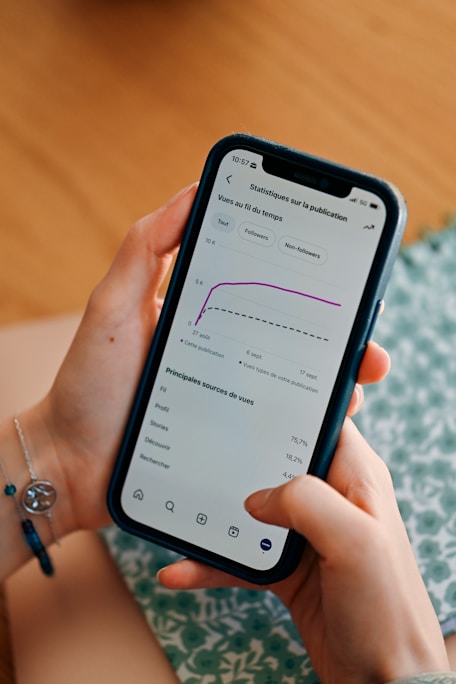 10:57
5G
Statistiques sur la publication
Vues au fil du temps
Tout Followers Non-followers
10 K
5 K
0
27 août 6 sept. 17 sept.
Cette publication Vues types de votre publication
Principales sources de vues
Fil 75,7%
Profil 18,2%
Stories 4,4%
Découvrir
Rechercher